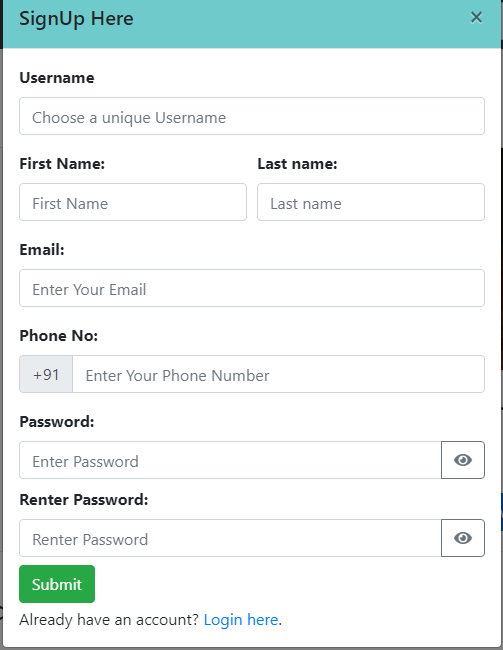 SignUp Here ×
Username
Choose a unique Username
First Name: Last name:
First Name Last name
Email:
Enter Your Email
Phone No:
+91 Enter Your Phone Number
Password:
Enter Password
Renter Password:
Renter Password
Submit
Already have an account? Login here.